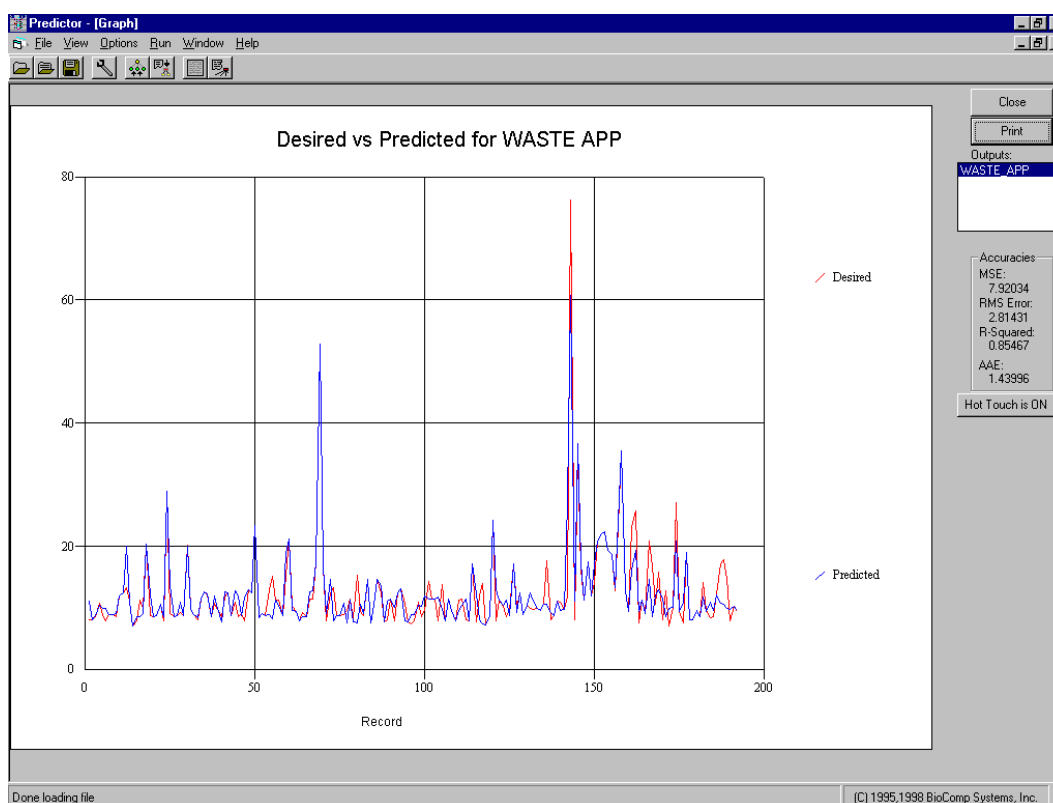 Predictor - [Graph]
File View Options Run Window Help
Close
Print
Outputs:
WASTE_APP
Desired vs Predicted for WASTE APP
80
60
40
20
0
0 50 100 150 200
Record
Desired
Predicted
Accuracies
MSE:
7.92034
RMS Error:
2.81431
R-Squared:
0.85467
AAE:
1.43996
Hot Touch is ON
Done loading file
(C) 1995,1998 BioComp Systems, Inc.